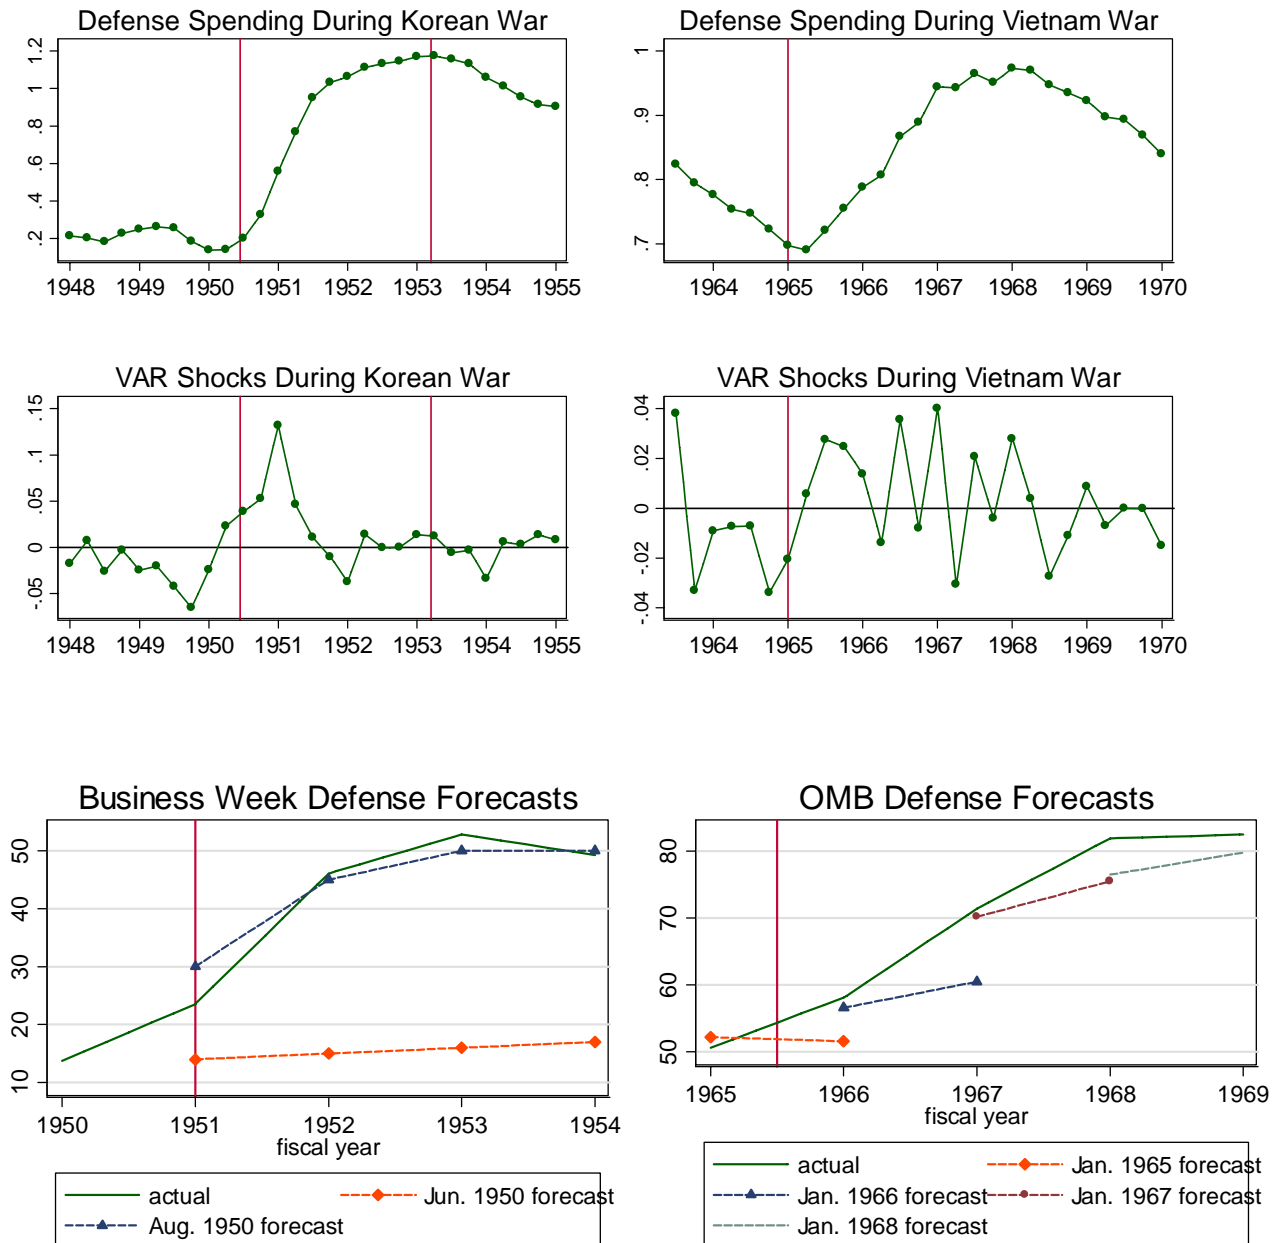 Defense Spending During Korean War
1.2
1
.8
.6
.4
.2
1948 1949 1950 1951 1952 1953 1954 1955
Defense Spending During Vietnam War
1
.9
.8
.7
1964 1965 1966 1967 1968 1969 1970
VAR Shocks During Korean War
.15
.1
.05
0
-.05
1948 1949 1950 1951 1952 1953 1954 1955
VAR Shocks During Vietnam War
.04
.02
0
-.02
-.04
1964 1965 1966 1967 1968 1969 1970
Business Week Defense Forecasts
50
40
30
20
10
1950 1951 1952 1953 1954
fiscal year
actual Jun. 1950 forecast
Aug. 1950 forecast
OMB Defense Forecasts
80
70
60
50
1965 1966 1967 1968 1969
fiscal year
actual Jan. 1965 forecast
Jan. 1966 forecast Jan. 1967 forecast
Jan. 1968 forecast